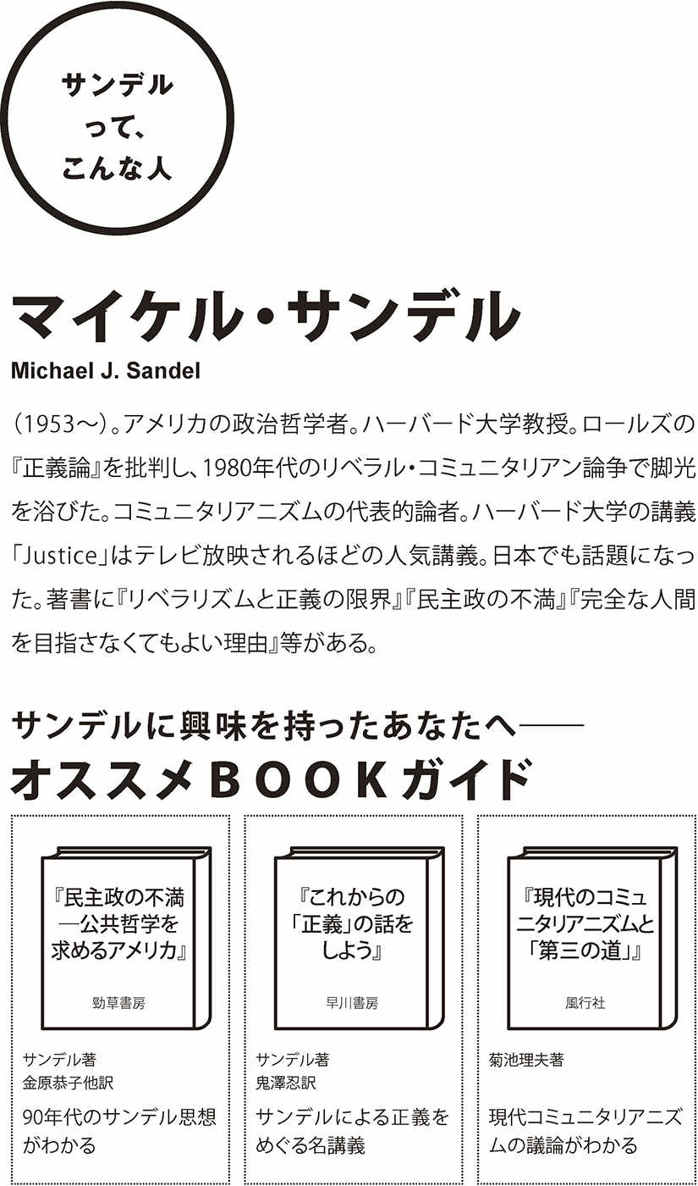 サンデル
って、
こんな人
マイケル・サンデル
Michael J. Sandel
（1953〜）。アメリカの政治哲学者。ハーバード大学教授。ロールズの
『正義論』を批判し、1980年代のリベラル・コミュニタリアン論争で脚光
を浴びた。コミュニタリアニズムの代表的論者。ハーバード大学の講義
「Justice」はテレビ放映されるほどの人気講義。日本でも話題になっ
た。著書に『リベラリズムと正義の限界』『民主政の不満』『完全な人間
を目指さなくてもよい理由』等がある。
サンデルに興味を持ったあなたへ——
オススメBOOKガイド
『民主政の不満
—公共哲学を
求めるアメリカ』
勁草書房
サンデル著
金原恭子他訳
90年代のサンデル思想
がわかる
『これからの
「正義」の話を
しよう』
早川書房
サンデル著
鬼澤忍訳
サンデルによる正義を
めぐる名講義
『現代のコミュ
ニタリアニズムと
「第三の道」』
風行社
菊池理夫著
現代コミュニタリアニズ
ムの議論がわかる